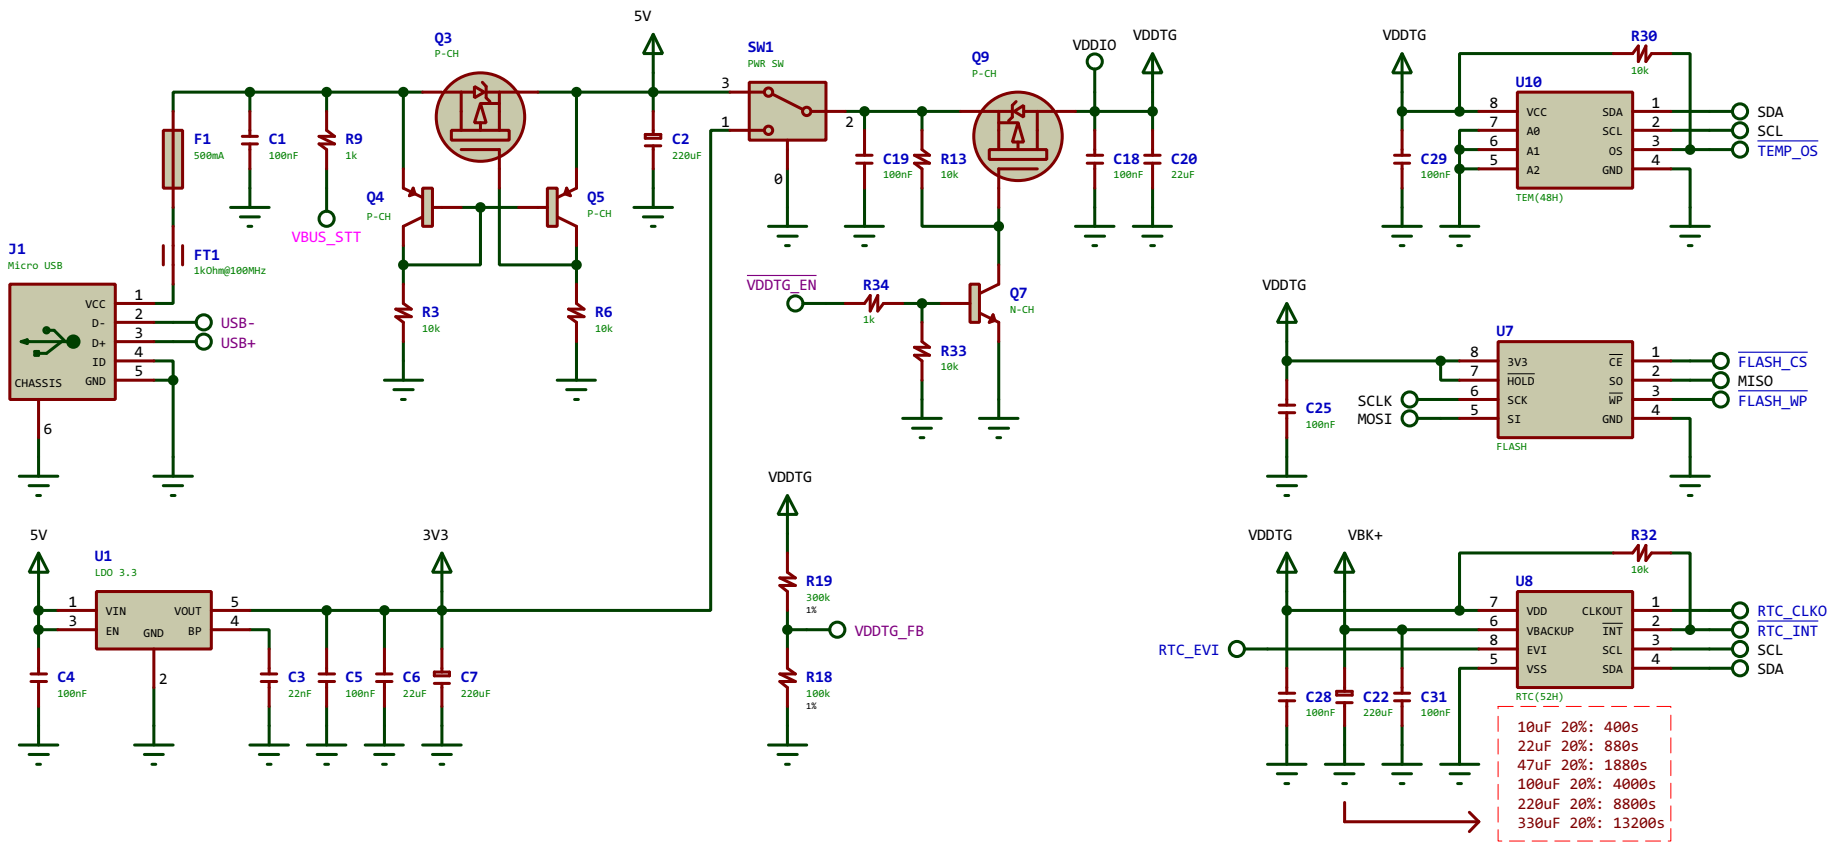 J1
Micro USB
VCC
D-
D+
ID
GND
CHASSIS
1
2
3
4
5
6
USB-
USB+
F1
500mA
FT1
1kOhm@100MHz
C1
100nF
R9
1k
VBUS_STT
Q3
P-CH
Q4
P-CH
Q5
P-CH
R3
10k
R6
10k
5V
C2
220uF
SW1
PWR SW
3
1
2
0
C19
100nF
R13
10k
Q9
P-CH
VDDIO
VDDTG
C18
100nF
C20
22uF
VDDTG_EN
R34
1k
R33
10k
Q7
N-CH
VDDTG
R30
10k
U10
VCC
A0
A1
A2
SDA
SCL
OS
GND
8
7
6
5
1
2
3
4
TEM(48H)
SDA
SCL
TEMP_OS
C29
100nF
VDDTG
U7
3V3
HOLD
SCK
SI
CE
SO
WP
GND
8
7
6
5
1
2
3
4
FLASH
SCLK
MOSI
FLASH_CS
MISO
FLASH_WP
C25
100nF
5V
U1
LDO 3.3
VIN
EN
GND
VOUT
BP
1
3
2
5
4
3V3
C4
100nF
C3
22nF
C5
100nF
C6
22uF
C7
220uF
VDDTG
R19
300k
1%
VDDTG_FB
R18
100k
1%
VDDTG
VBK+
R32
10k
U8
VDD
VBACKUP
EVI
VSS
CLKOUT
INT
SCL
SDA
7
6
8
5
1
2
3
4
RTC(52H)
RTC_EVI
RTC_CLKO
RTC_INT
SCL
SDA
C28
100nF
C22
220uF
C31
100nF
10uF 20%: 400s
22uF 20%: 880s
47uF 20%: 1880s
100uF 20%: 4000s
220uF 20%: 8800s
330uF 20%: 13200s